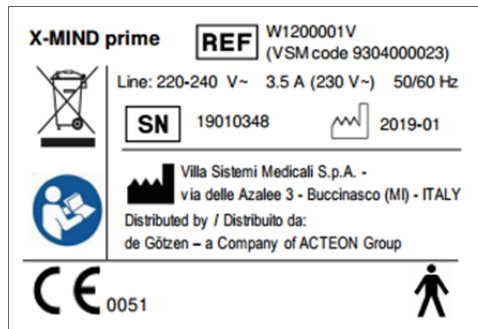 X-MIND prime
REF W1200001V
(VSM code 9304000023)
Line: 220-240 V~ 3.5 A (230 V~) 50/60 Hz
SN 19010348 2019-01
Villa Sistemi Medicali S.p.A. -
via delle Azalee 3 - Buccinasco (MI) - ITALY
Distributed by / Distribuito da:
de Götzen – a Company of ACTEON Group
CE 0051